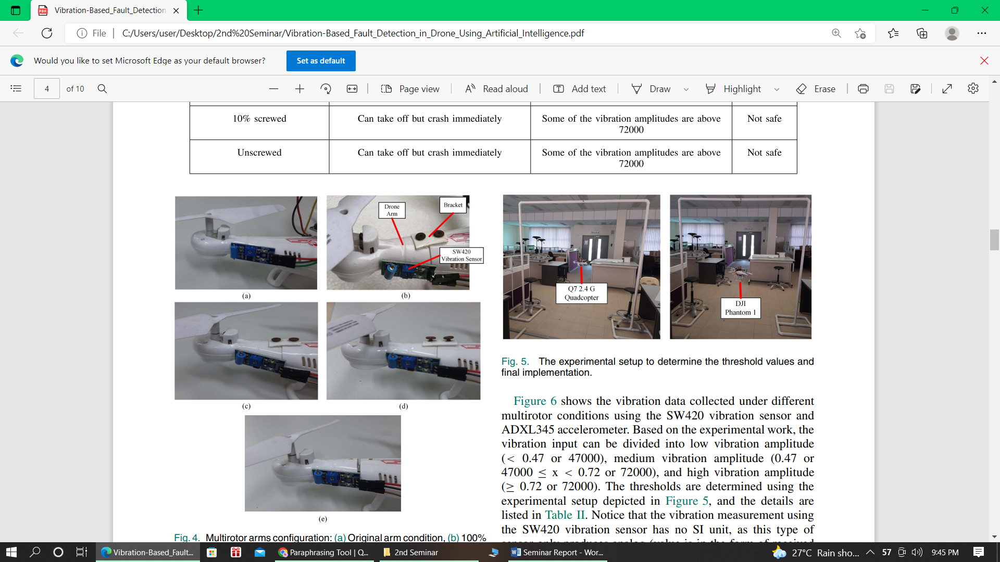 Vibration-Based_Fault_Detection
File
C:/Users/user/Desktop/2nd%20Seminar/Vibration-Based_Fault_Detection_in_Drone_Using_Artificial_Intelligence.pdf
Would you like to set Microsoft Edge as your default browser?
Set as default
4
of 10
Page view
Read aloud
Add text
Draw
Highlight
Erase
10% screwed
Can take off but crash immediately
Some of the vibration amplitudes are above
72000
Not safe
Unscrewed
Can take off but crash immediately
Some of the vibration amplitudes are above
72000
Not safe
Drone
Arm
Bracket
SW420
Vibration Sensor
(a)
(b)
(c)
(d)
(e)
Fig. 4. Multirotor arms configuration: (a) Original arm condition, (b) 100%
Q7 2.4 G
Quadcopter
DJI
Phantom 1
Fig. 5. The experimental setup to determine the threshold values and
final implementation.
Figure 6 shows the vibration data collected under different
multirotor conditions using the SW420 vibration sensor and
ADXL345 accelerometer. Based on the experimental work, the
vibration input can be divided into low vibration amplitude
(< 0.47 or 47000), medium vibration amplitude (0.47 or
47000 ≤ x < 0.72 or 72000), and high vibration amplitude
(≥ 0.72 or 72000). The thresholds are determined using the
experimental setup depicted in Figure 5, and the details are
listed in Table II. Notice that the vibration measurement using
the SW420 vibration sensor has no SI unit, as this type of
Vibration-Based_Fault...
Paraphrasing Tool | Q...
2nd Seminar
Seminar Report - Wor...
27°C Rain sho...
57
9:45 PM